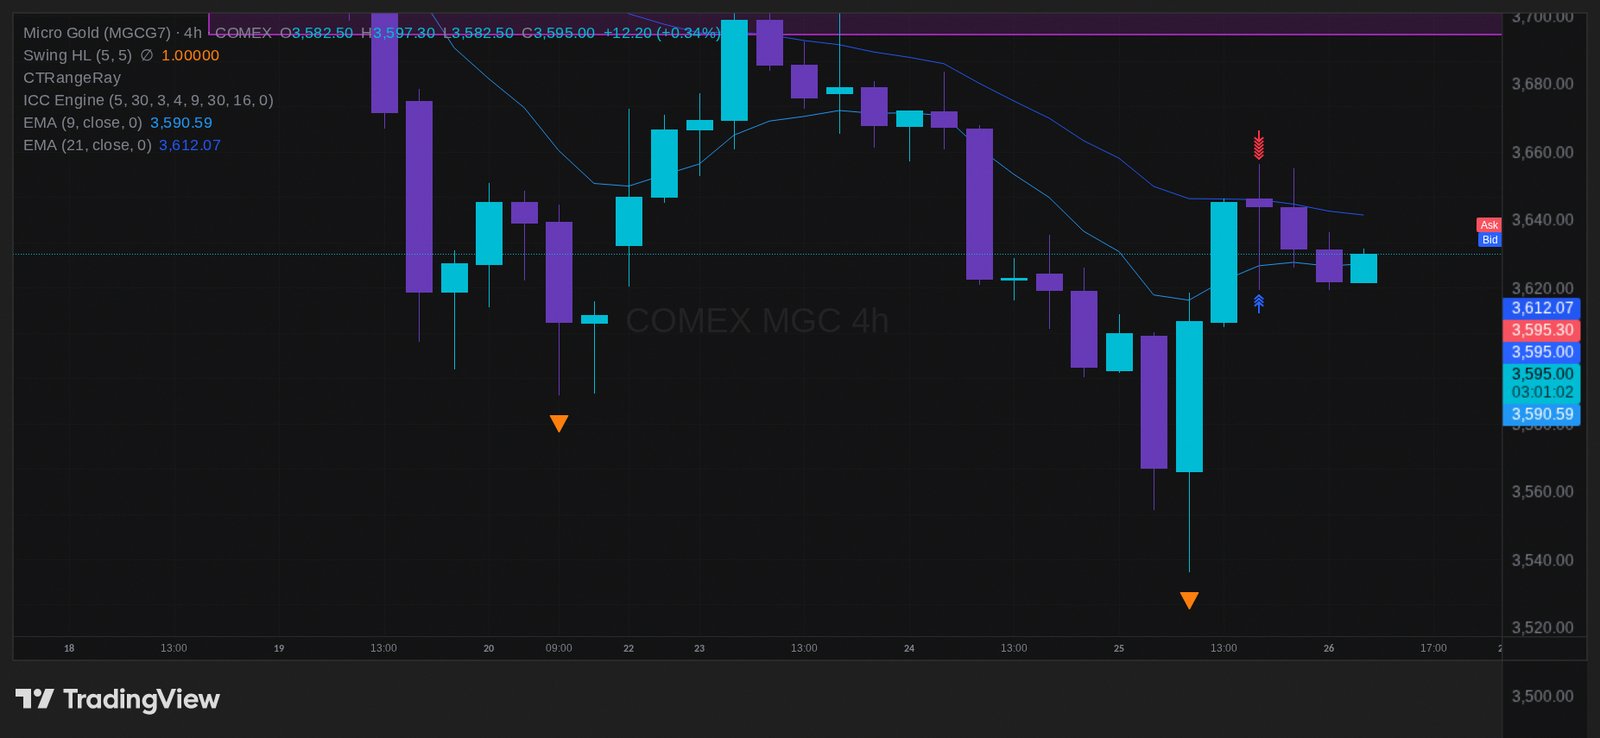 Micro Gold (MGCG7) · 4h COMEX O3,582.50 H3,597.30 L3,582.50 C3,595.00 +12.20 (+0.34%)
Swing HL (5, 5) ∅ 1.00000
CTRangeRay
ICC Engine (5, 30, 3, 4, 9, 30, 16, 0)
EMA (9, close, 0) 3,590.59
EMA (21, close, 0) 3,612.07
COMEX MGC 4h
3,700.00
3,680.00
3,660.00
3,640.00
Ask
Bid
3,620.00
3,612.07
3,595.30
3,595.00
3,595.00
03:01:02
3,590.59
3,580.00
3,560.00
3,540.00
3,520.00
3,500.00
18 13:00 19 13:00 20 09:00 22 23 13:00 24 13:00 25 13:00 26 17:00
TradingView